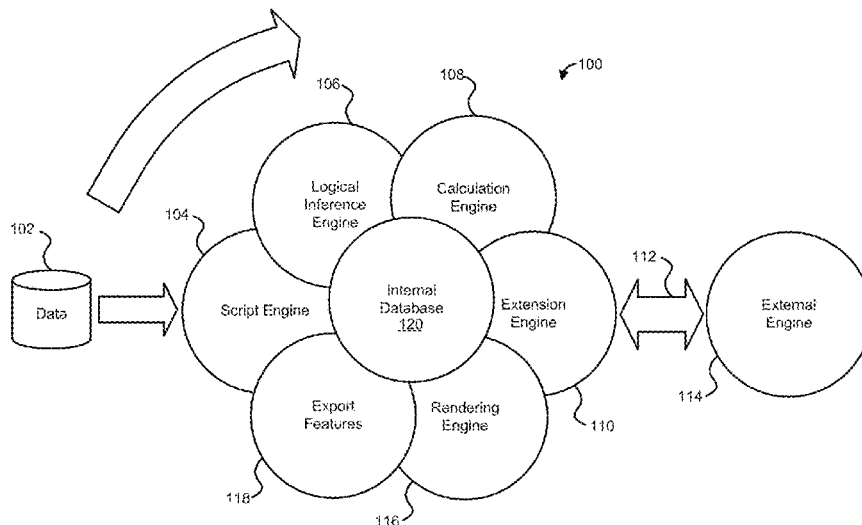 100
106
108
Logical
Inference
Engine
Calculation
Engine
104
102
112
Data
Script Engine
Internal
Database
120
Extension
Engine
External
Engine
Export
Features
Rendering
Engine
114
110
118
116